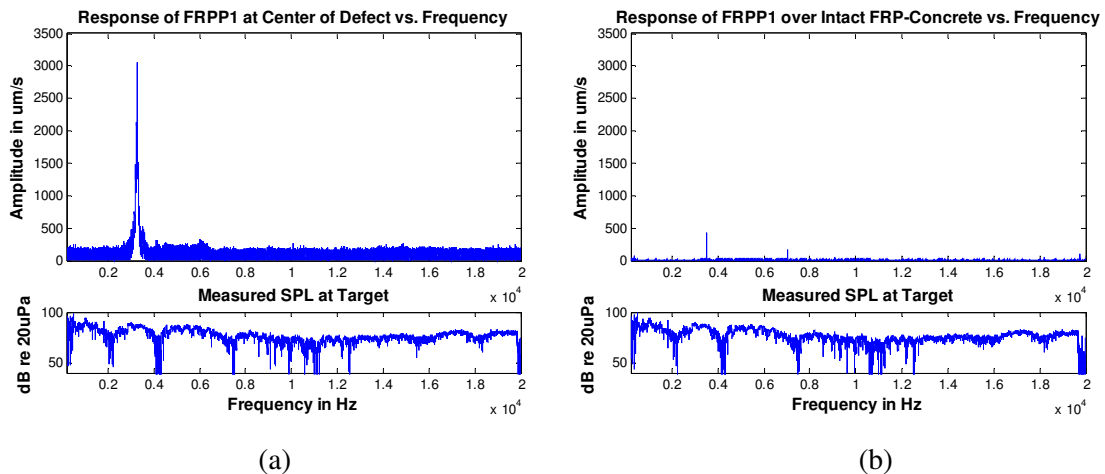 Response of FRPP1 at Center of Defect vs. Frequency
3500
3000
2500
2000
1500
1000
500
0
Amplitude in um/s
0.2 0.4 0.6 0.8 1 1.2 1.4 1.6 1.8 2
x 10^4
Measured SPL at Target
100
50
dB re 20uPa
0.2 0.4 0.6 0.8 1 1.2 1.4 1.6 1.8 2
Frequency in Hz
x 10^4
(a)
Response of FRPP1 over Intact FRP-Concrete vs. Frequency
3500
3000
2500
2000
1500
1000
500
0
Amplitude in um/s
0.2 0.4 0.6 0.8 1 1.2 1.4 1.6 1.8 2
x 10^4
Measured SPL at Target
100
50
dB re 20uPa
0.2 0.4 0.6 0.8 1 1.2 1.4 1.6 1.8 2
Frequency in Hz
x 10^4
(b)